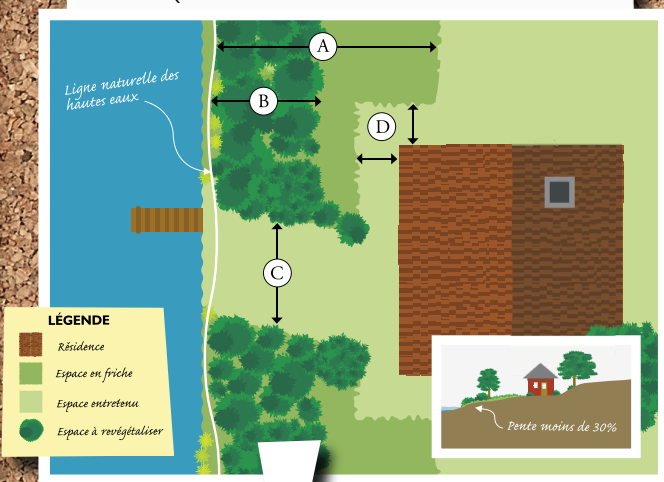 A
Ligne naturelle des
hautes eaux
B
D
C
LÉGENDE
Résidence
Espace en friche
Espace entretenu
Espace à revégétaliser
Pente moins de 30%